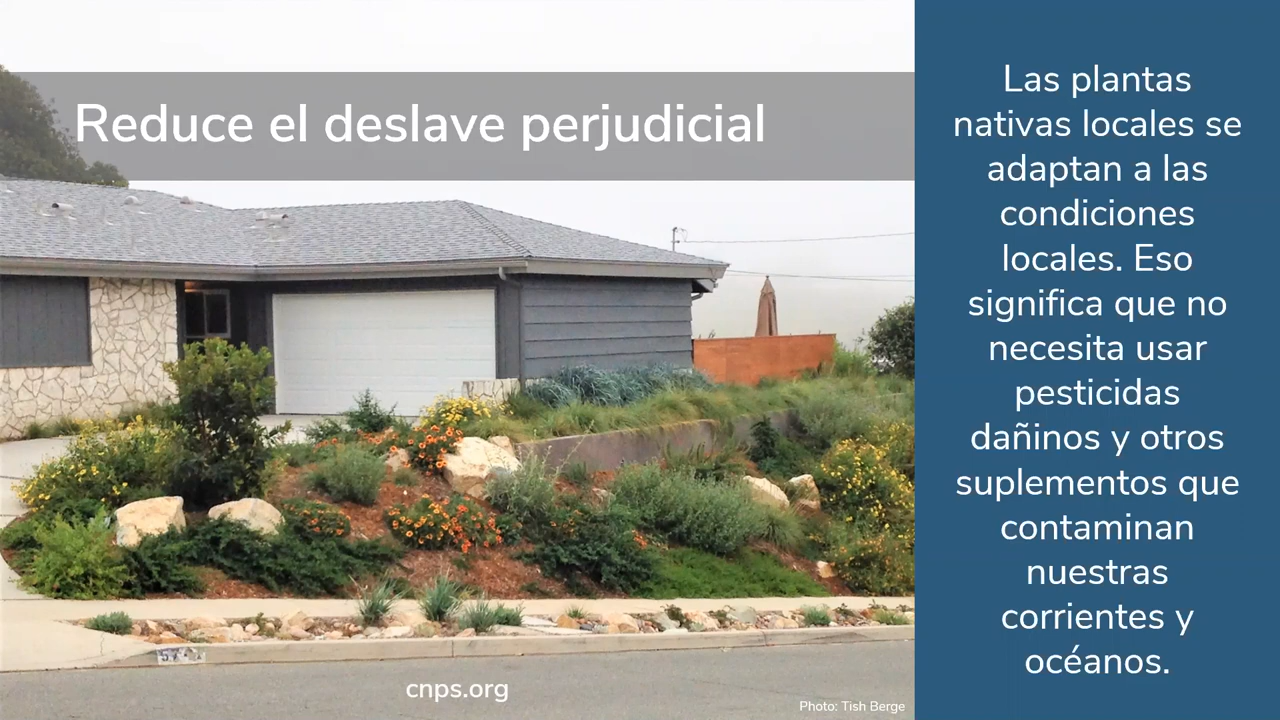 Reduce el deslave perjudicial
Las plantas
nativas locales se
adaptan a las
condiciones
locales. Eso
significa que no
necesita usar
pesticidas
dañinos y otros
suplementos que
contaminan
nuestras
corrientes y
océanos.
cnps.org
Photo: Tish Berge